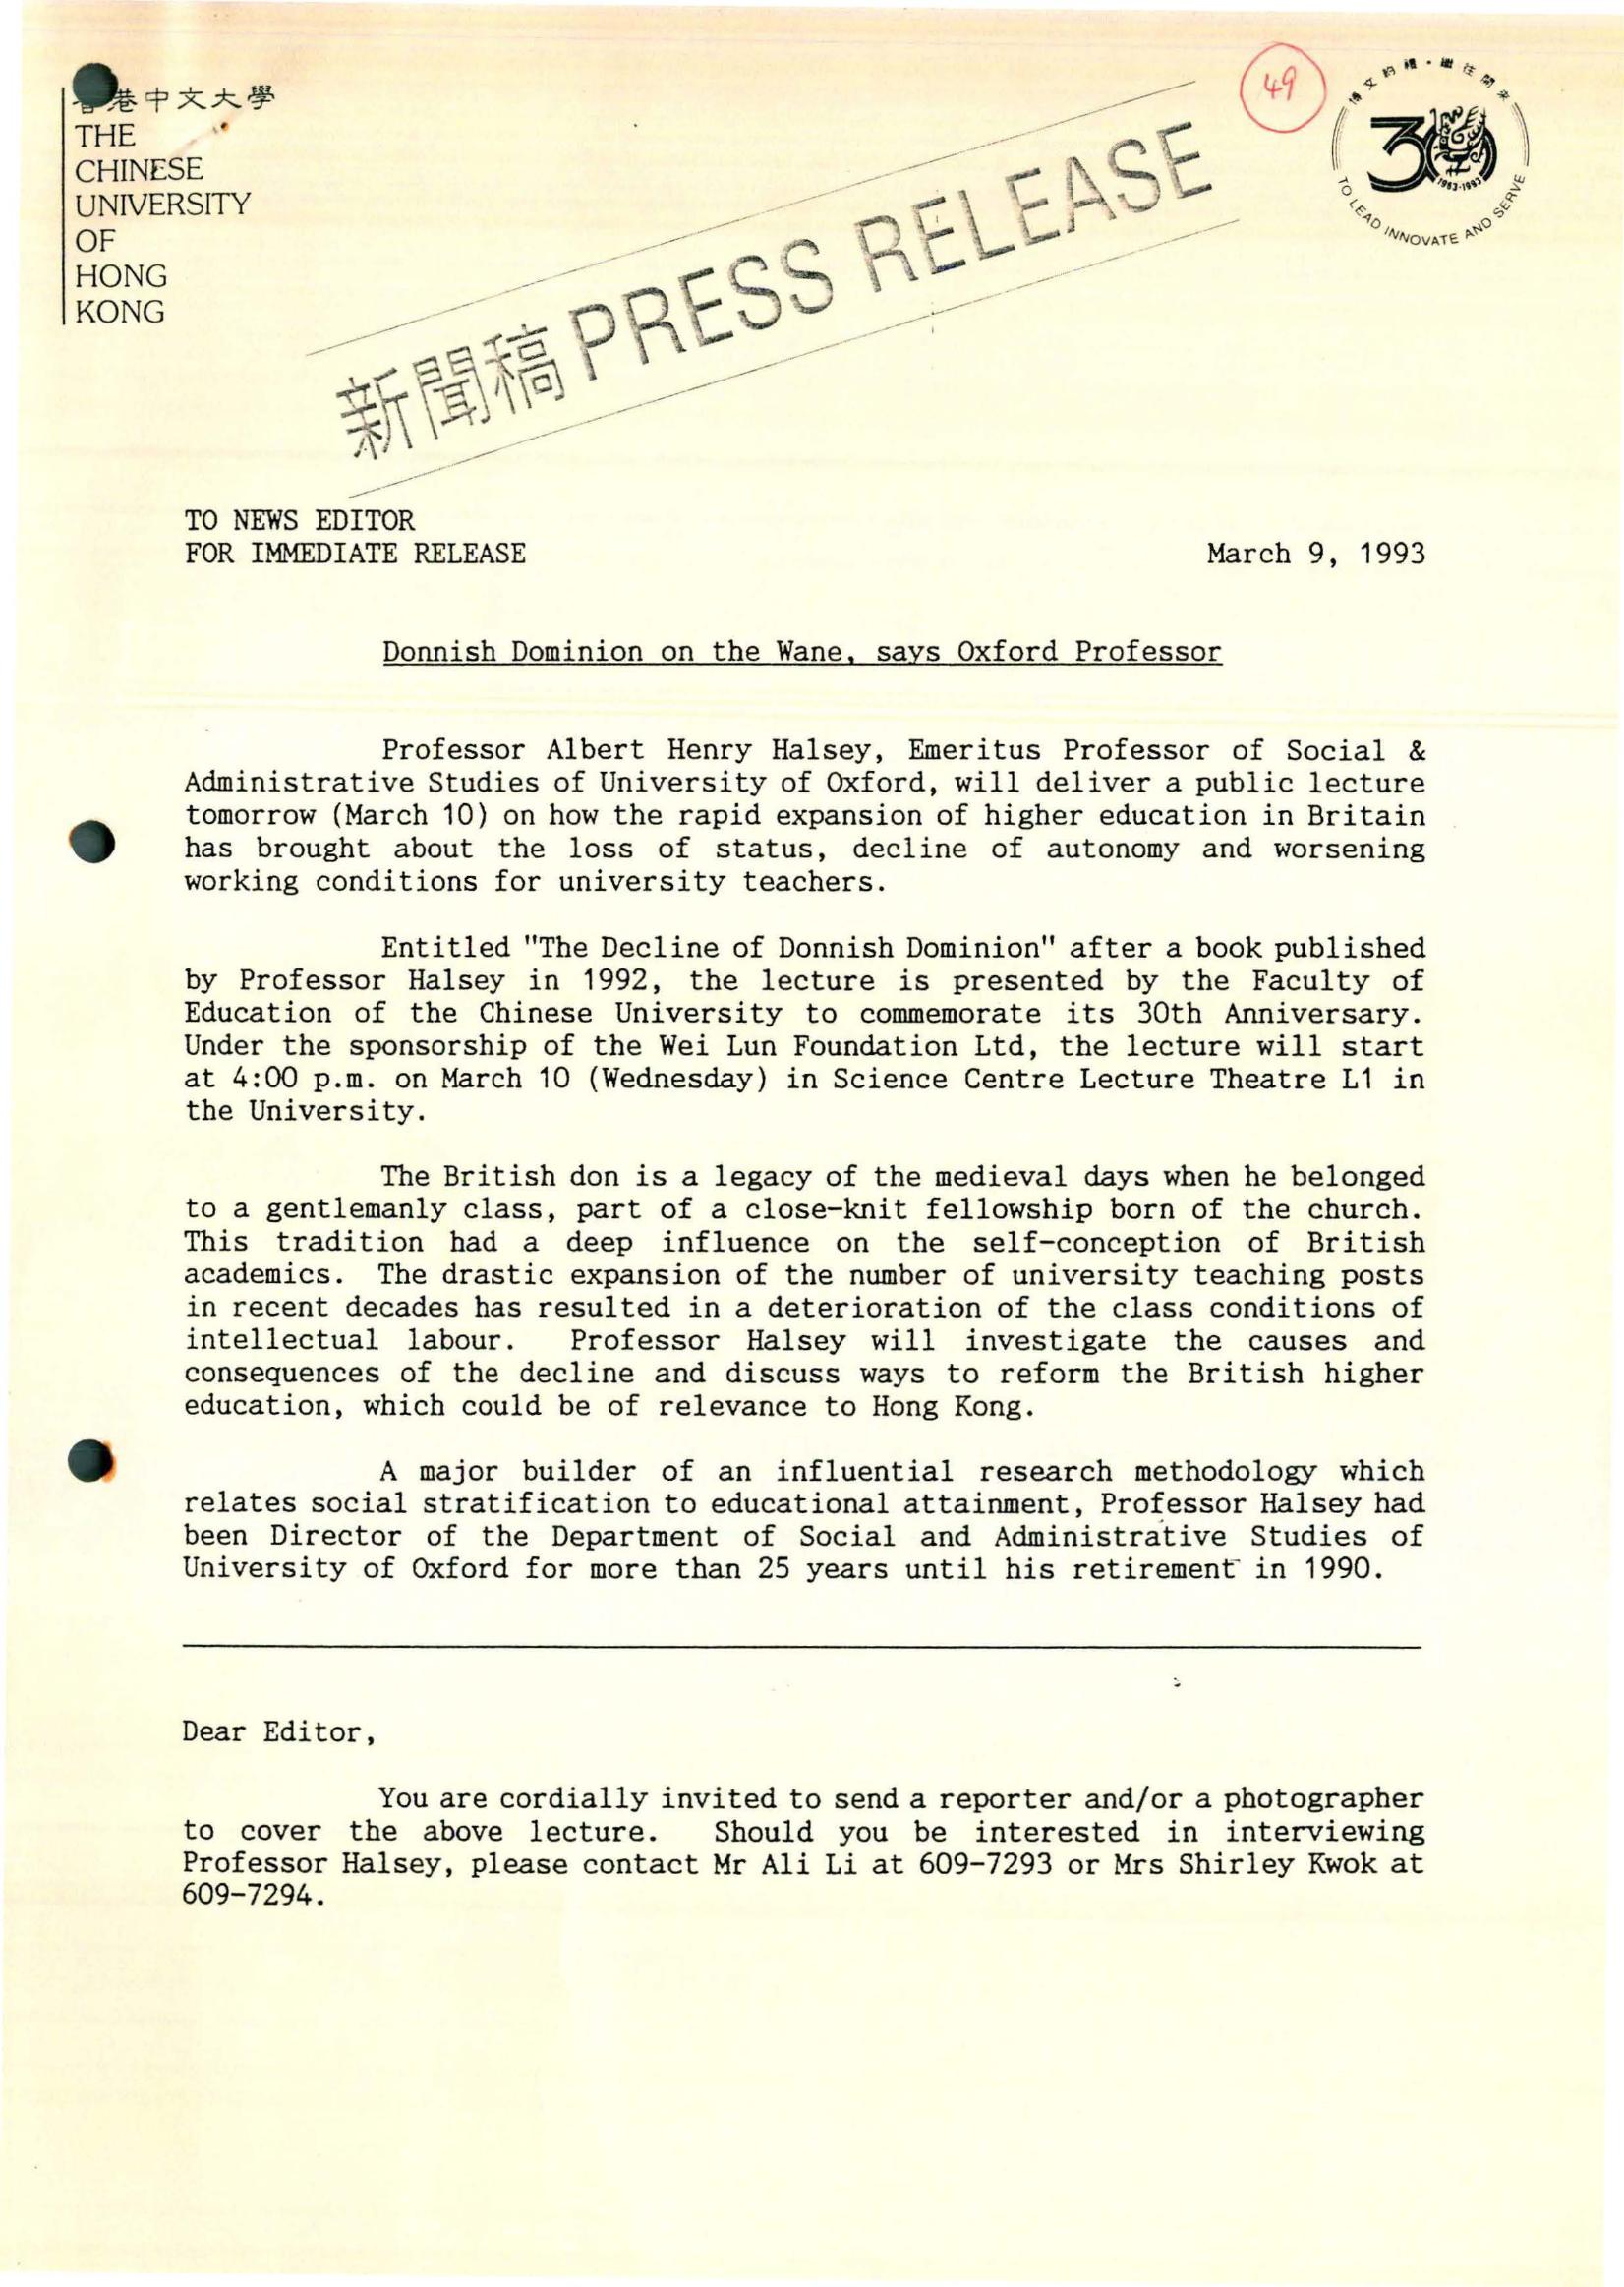 香港中文大學
THE
CHINESE
UNIVERSITY
OF
HONG
KONG
新聞稿 PRESS RELEASE
49
博文約禮·繼往開來
30
1963-1993
TO LEAD INNOVATE AND SERVE
TO NEWS EDITOR
FOR IMMEDIATE RELEASE
March 9, 1993
Donnish Dominion on the Wane, says Oxford Professor
Professor Albert Henry Halsey, Emeritus Professor of Social &
Administrative Studies of University of Oxford, will deliver a public lecture
tomorrow (March 10) on how the rapid expansion of higher education in Britain
has brought about the loss of status, decline of autonomy and worsening
working conditions for university teachers.
Entitled "The Decline of Donnish Dominion" after a book published
by Professor Halsey in 1992, the lecture is presented by the Faculty of
Education of the Chinese University to commemorate its 30th Anniversary.
Under the sponsorship of the Wei Lun Foundation Ltd, the lecture will start
at 4:00 p.m. on March 10 (Wednesday) in Science Centre Lecture Theatre L1 in
the University.
The British don is a legacy of the medieval days when he belonged
to a gentlemanly class, part of a close-knit fellowship born of the church.
This tradition had a deep influence on the self-conception of British
academics. The drastic expansion of the number of university teaching posts
in recent decades has resulted in a deterioration of the class conditions of
intellectual labour. Professor Halsey will investigate the causes and
consequences of the decline and discuss ways to reform the British higher
education, which could be of relevance to Hong Kong.
A major builder of an influential research methodology which
relates social stratification to educational attainment, Professor Halsey had
been Director of the Department of Social and Administrative Studies of
University of Oxford for more than 25 years until his retirement in 1990.
Dear Editor,
You are cordially invited to send a reporter and/or a photographer
to cover the above lecture. Should you be interested in interviewing
Professor Halsey, please contact Mr Ali Li at 609-7293 or Mrs Shirley Kwok at
609-7294.